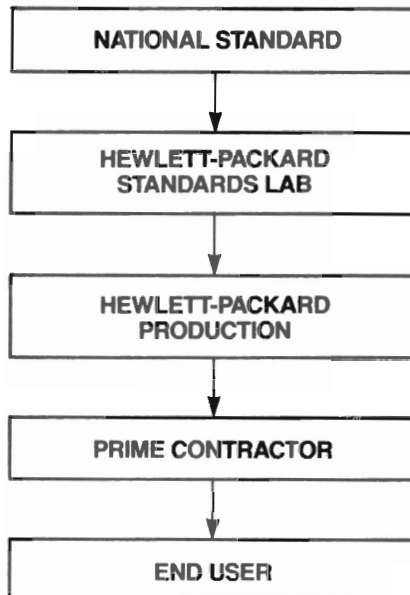 NATIONAL STANDARD
HEWLETT-PACKARD
STANDARDS LAB
HEWLETT-PACKARD
PRODUCTION
PRIME CONTRACTOR
END USER